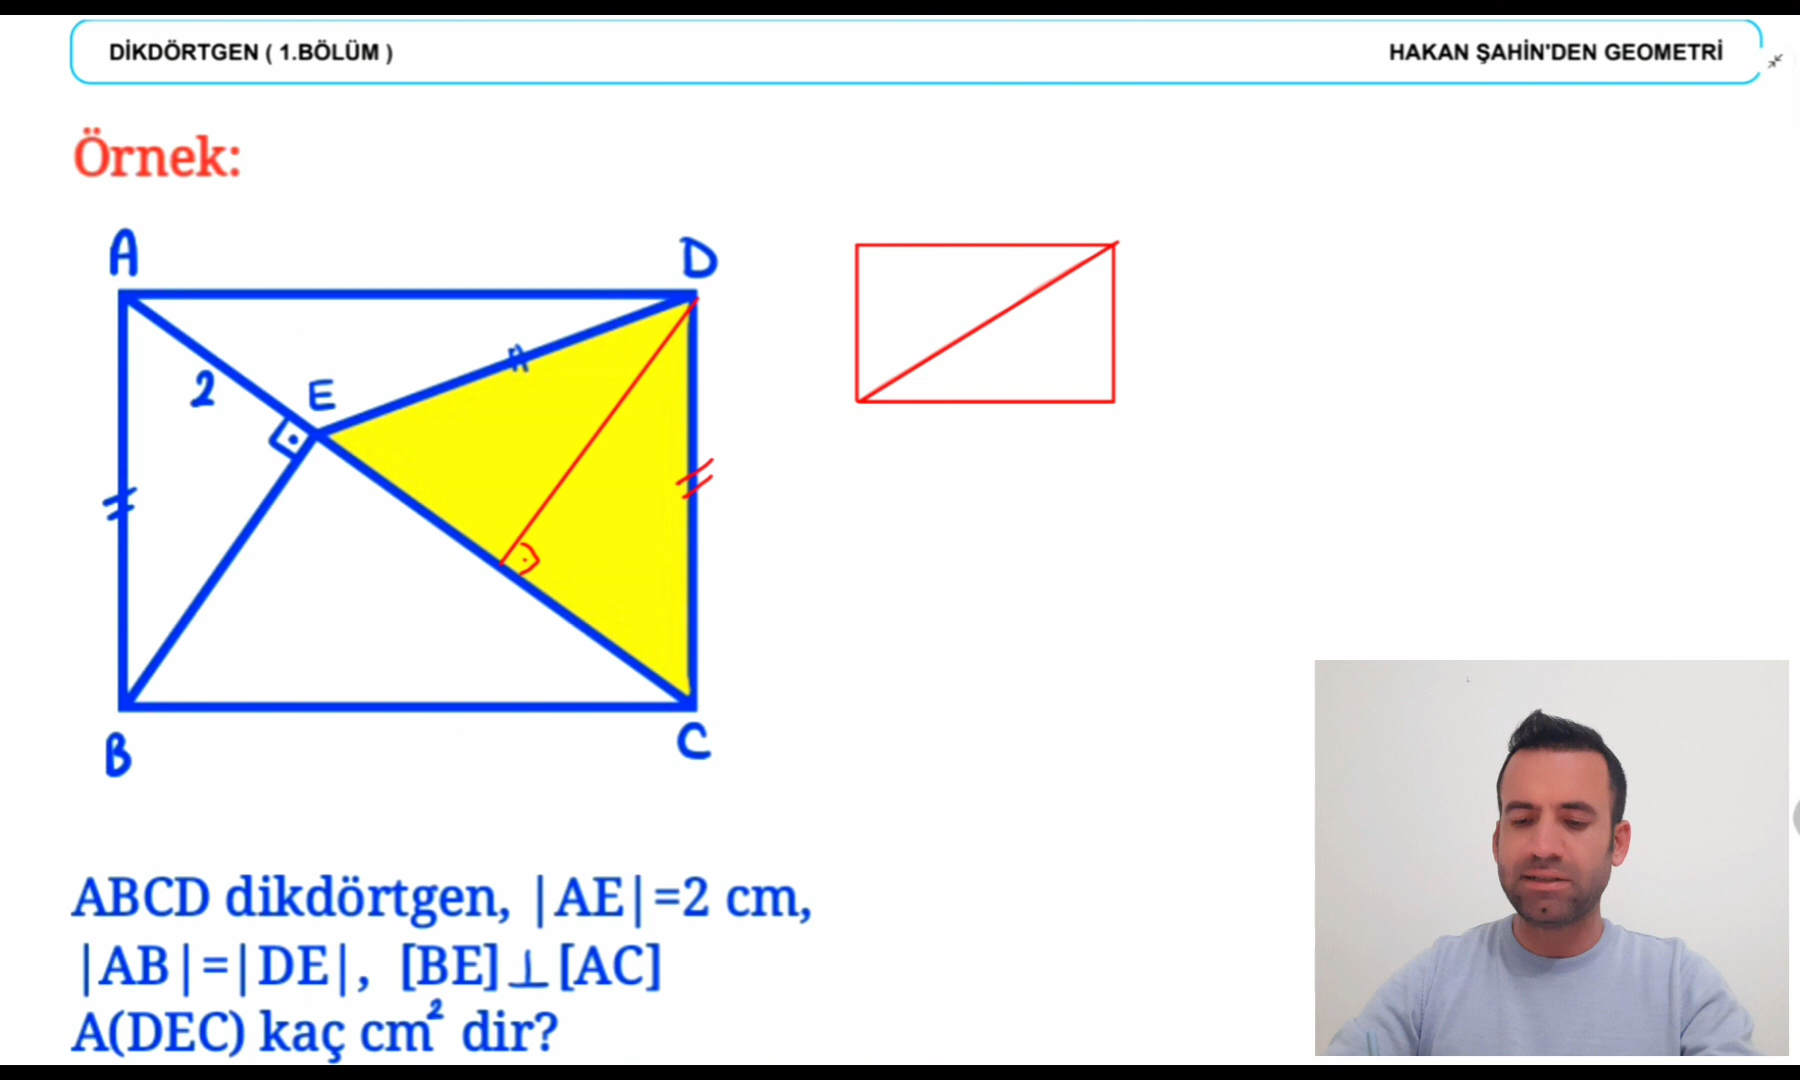 DİKDÖRTGEN ( 1.BÖLÜM )
HAKAN ŞAHİN'DEN GEOMETRİ
Örnek:
A
D
2
E
B
C
ABCD dikdörtgen, |AE|=2 cm,
|AB|=|DE|, [BE]⊥[AC]
A(DEC) kaç cm² dir?